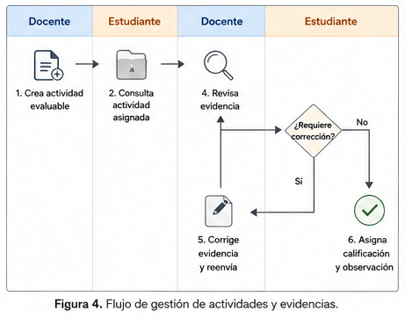 Docente
Estudiante
Docente
Estudiante
1. Crea actividad
evaluable
2. Consulta
actividad
asignada
4. Revisa
evidencia
¿Requiere
corrección?
No
Sí
5. Corrige
evidencia
y reenvía
6. Asigna
calificación
y observación
Figura 4. Flujo de gestión de actividades y evidencias.